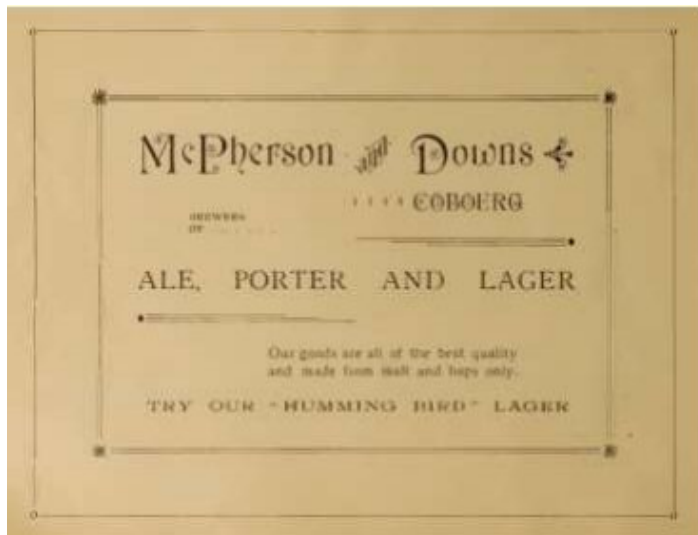 McPherson and Downs
COBOURG
BREWERS
OF
ALE, PORTER AND LAGER
Our goods are all of the best quality
and made from malt and hops only.
TRY OUR "HUMMING BIRD" LAGER